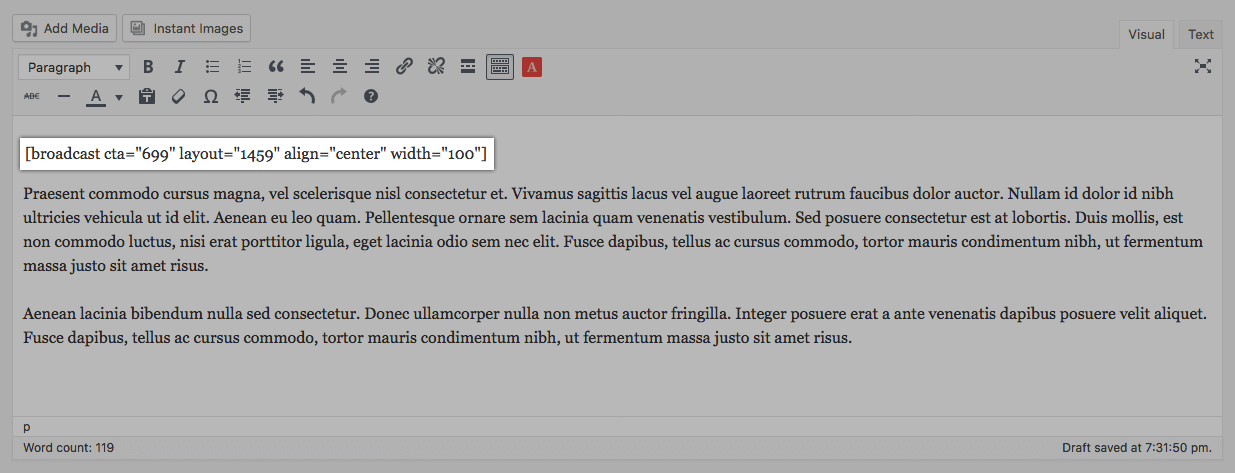 Add Media Instant Images
Visual Text
Paragraph B I A
ABC A Ω ?
[broadcast cta="699" layout="1459" align="center" width="100"]
Praesent commodo cursus magna, vel scelerisque nisl consectetur et. Vivamus sagittis lacus vel augue laoreet rutrum faucibus dolor auctor. Nullam id dolor id nibh
ultricies vehicula ut id elit. Aenean eu leo quam. Pellentesque ornare sem lacinia quam venenatis vestibulum. Sed posuere consectetur est at lobortis. Duis mollis, est
non commodo luctus, nisi erat porttitor ligula, eget lacinia odio sem nec elit. Fusce dapibus, tellus ac cursus commodo, tortor mauris condimentum nibh, ut fermentum
massa justo sit amet risus.
Aenean lacinia bibendum nulla sed consectetur. Donec ullamcorper nulla non metus auctor fringilla. Integer posuere erat a ante venenatis dapibus posuere velit aliquet.
Fusce dapibus, tellus ac cursus commodo, tortor mauris condimentum nibh, ut fermentum massa justo sit amet risus.
p
Word count: 119 Draft saved at 7:31:50 pm.